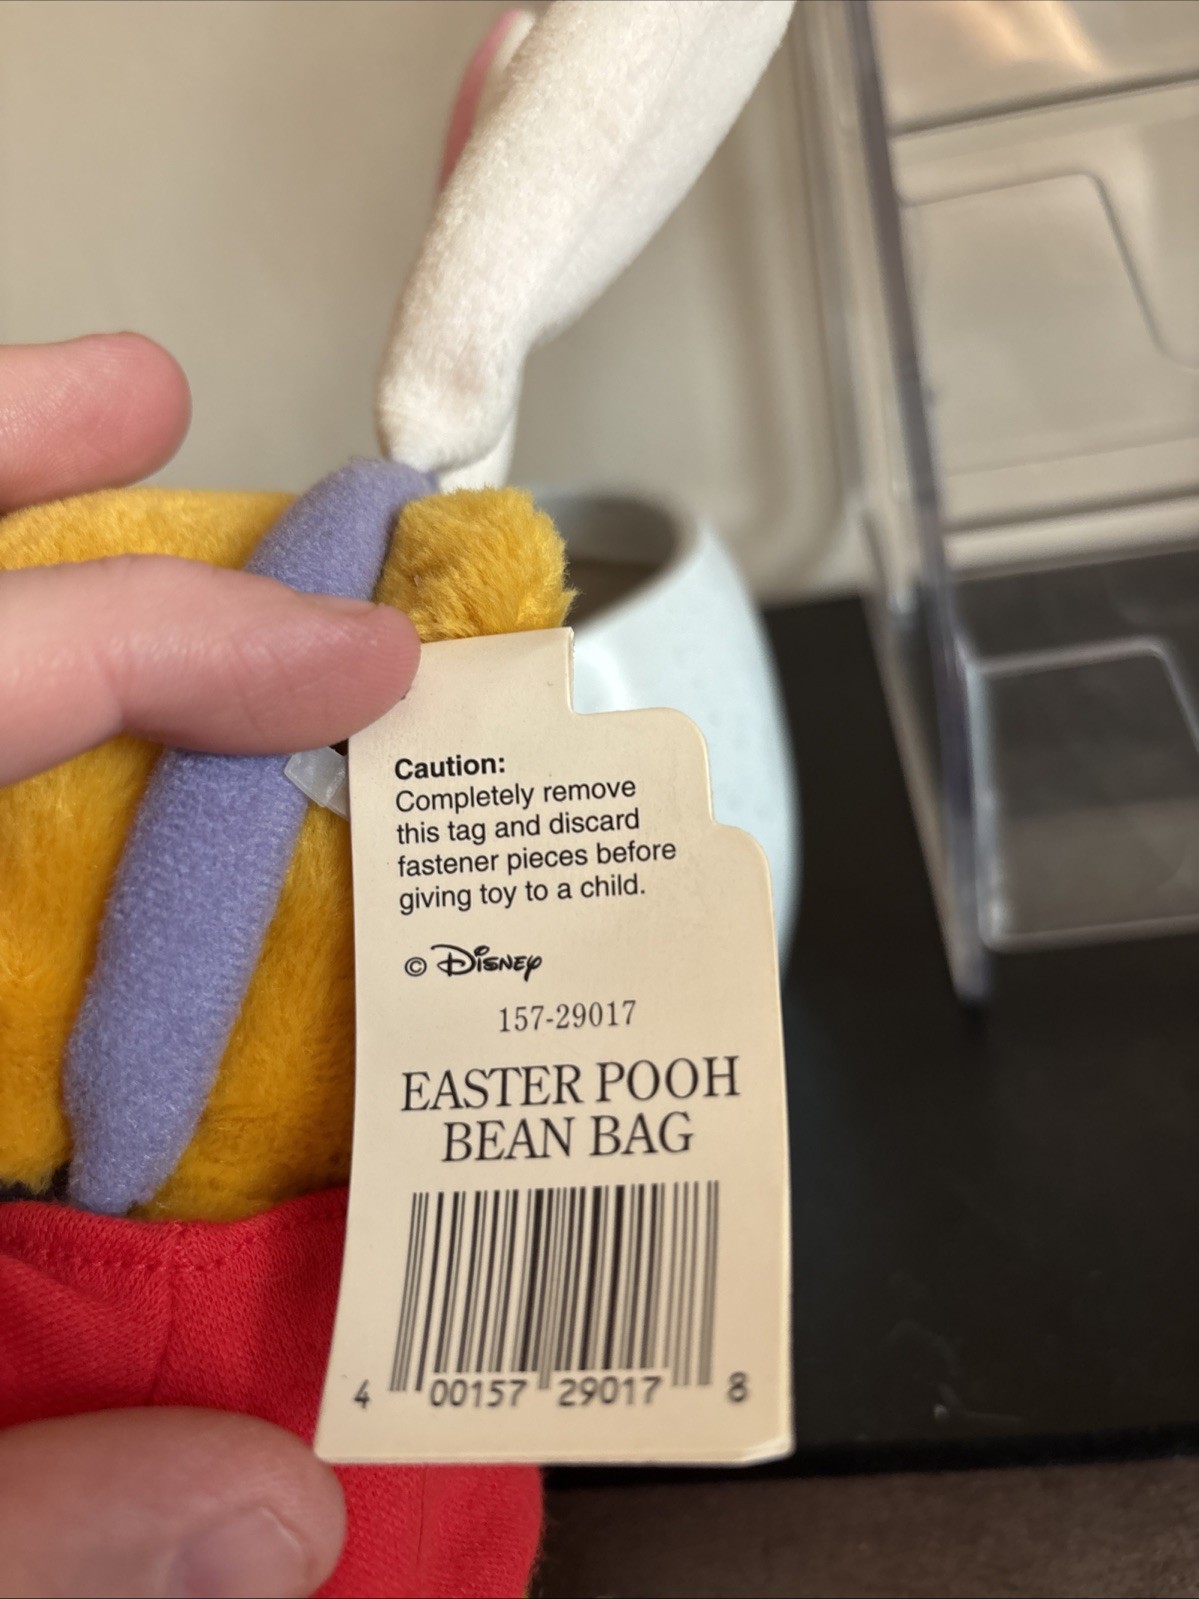 Caution:
Completely remove
this tag and discard
fastener pieces before
giving toy to a child.
© Disney
157-29017
EASTER POOH
BEAN BAG
4 00157 29017 8